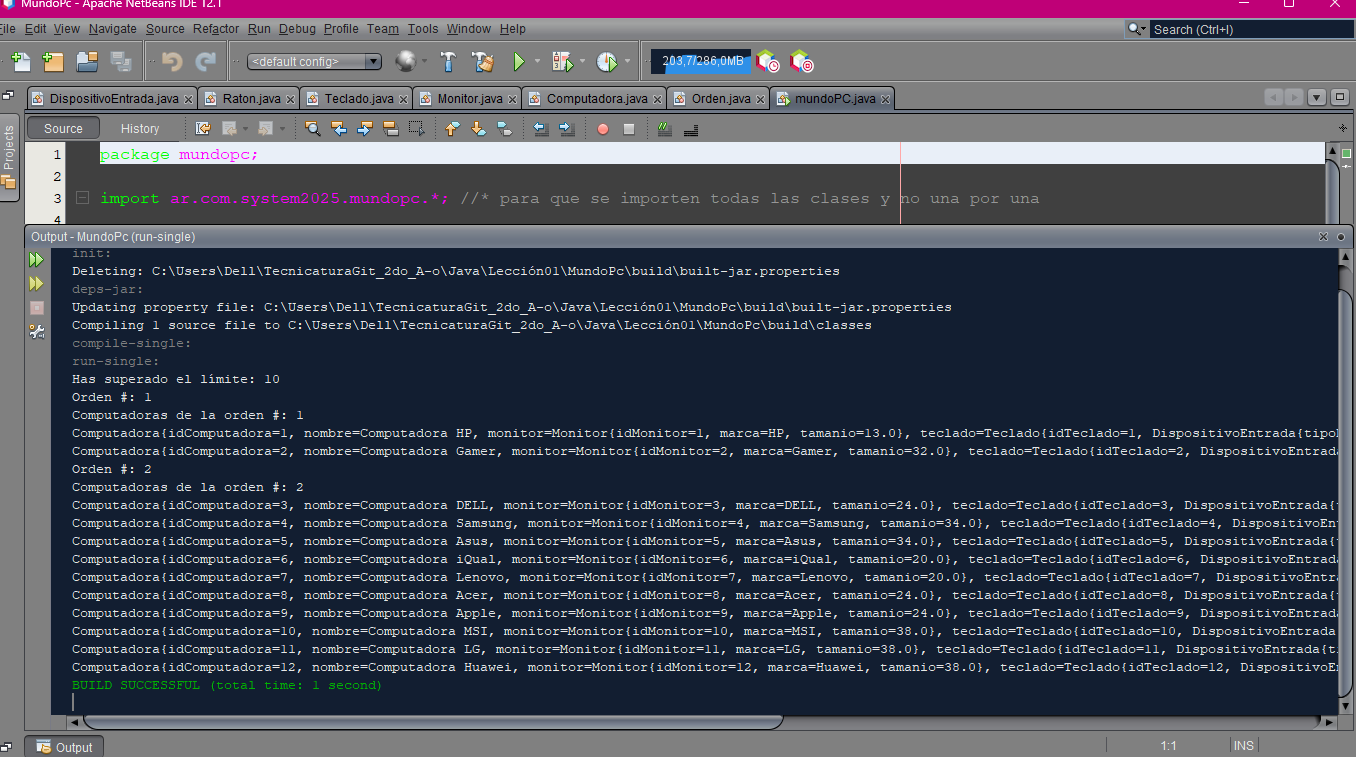 MundoPc - Apache NetBeans IDE 12.1
File Edit View Navigate Source Refactor Run Debug Profile Team Tools Window Help
Search (Ctrl+I)
<default config>
203,7/286,0MB
DispositivoEntrada.java Raton.java Teclado.java Monitor.java Computadora.java Orden.java mundoPC.java
Projects
Source History
1 package mundopc;
2
3 import ar.com.system2025.mundopc.*; //* para que se importen todas las clases y no una por una
4
Output - MundoPc (run-single)
init:
Deleting: C:\Users\Dell\TecnicaturaGit_2do_A-o\Java\Lección01\MundoPc\build\built-jar.properties
deps-jar:
Updating property file: C:\Users\Dell\TecnicaturaGit_2do_A-o\Java\Lección01\MundoPc\build\built-jar.properties
Compiling 1 source file to C:\Users\Dell\TecnicaturaGit_2do_A-o\Java\Lección01\MundoPc\build\classes
compile-single:
run-single:
Has superado el límite: 10
Orden #: 1
Computadoras de la orden #: 1
Computadora{idComputadora=1, nombre=Computadora HP, monitor=Monitor{idMonitor=1, marca=HP, tamanio=13.0}, teclado=Teclado{idTeclado=1, DispositivoEntrada{tipo
Computadora{idComputadora=2, nombre=Computadora Gamer, monitor=Monitor{idMonitor=2, marca=Gamer, tamanio=32.0}, teclado=Teclado{idTeclado=2, DispositivoEntrad
Orden #: 2
Computadoras de la orden #: 2
Computadora{idComputadora=3, nombre=Computadora DELL, monitor=Monitor{idMonitor=3, marca=DELL, tamanio=24.0}, teclado=Teclado{idTeclado=3, DispositivoEntrada{
Computadora{idComputadora=4, nombre=Computadora Samsung, monitor=Monitor{idMonitor=4, marca=Samsung, tamanio=34.0}, teclado=Teclado{idTeclado=4, DispositivoEn
Computadora{idComputadora=5, nombre=Computadora Asus, monitor=Monitor{idMonitor=5, marca=Asus, tamanio=34.0}, teclado=Teclado{idTeclado=5, DispositivoEntrada{
Computadora{idComputadora=6, nombre=Computadora iQual, monitor=Monitor{idMonitor=6, marca=iQual, tamanio=20.0}, teclado=Teclado{idTeclado=6, DispositivoEntrada
Computadora{idComputadora=7, nombre=Computadora Lenovo, monitor=Monitor{idMonitor=7, marca=Lenovo, tamanio=20.0}, teclado=Teclado{idTeclado=7, DispositivoEntr
Computadora{idComputadora=8, nombre=Computadora Acer, monitor=Monitor{idMonitor=8, marca=Acer, tamanio=24.0}, teclado=Teclado{idTeclado=8, DispositivoEntrada{
Computadora{idComputadora=9, nombre=Computadora Apple, monitor=Monitor{idMonitor=9, marca=Apple, tamanio=24.0}, teclado=Teclado{idTeclado=9, DispositivoEntrad
Computadora{idComputadora=10, nombre=Computadora MSI, monitor=Monitor{idMonitor=10, marca=MSI, tamanio=38.0}, teclado=Teclado{idTeclado=10, DispositivoEntrada
Computadora{idComputadora=11, nombre=Computadora LG, monitor=Monitor{idMonitor=11, marca=LG, tamanio=38.0}, teclado=Teclado{idTeclado=11, DispositivoEntrada{ti
Computadora{idComputadora=12, nombre=Computadora Huawei, monitor=Monitor{idMonitor=12, marca=Huawei, tamanio=38.0}, teclado=Teclado{idTeclado=12, DispositivoE
BUILD SUCCESSFUL (total time: 1 second)
Output
1:1 INS